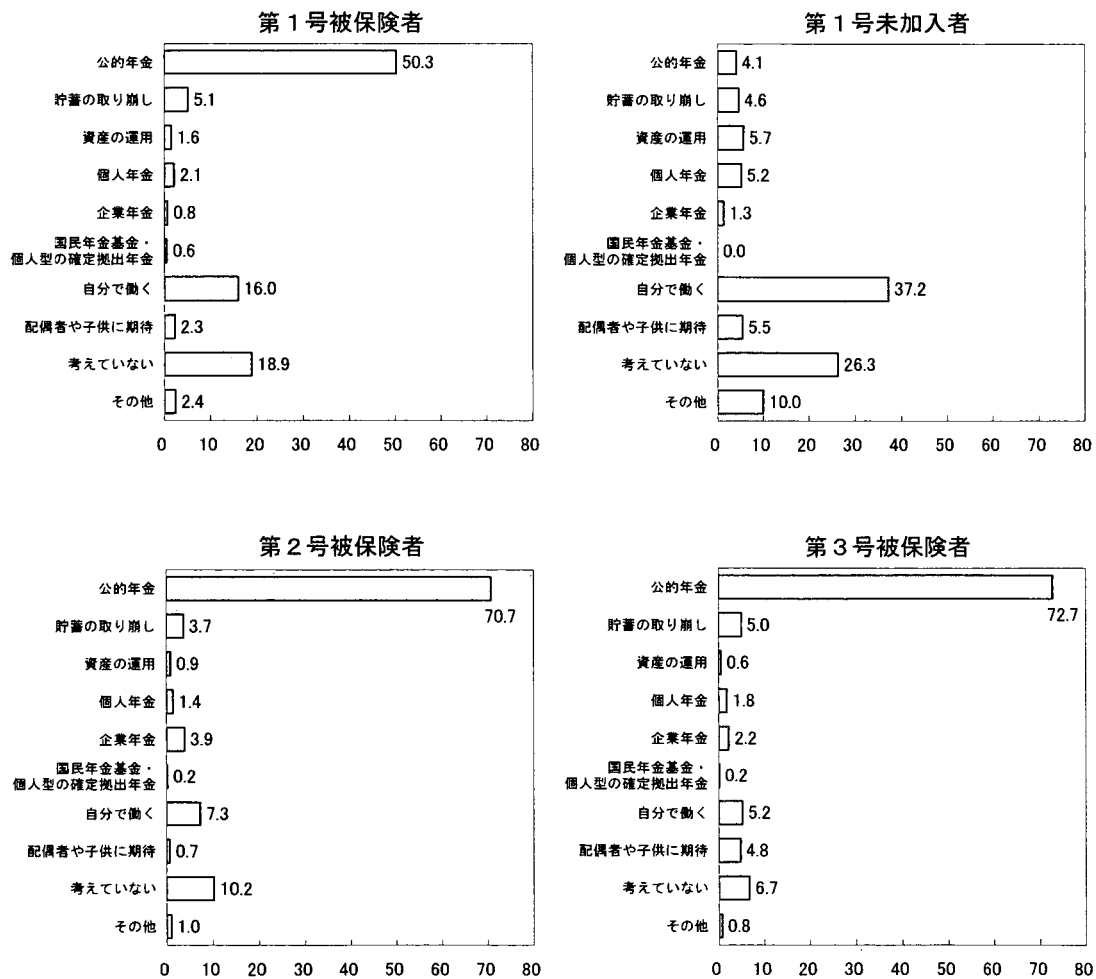 第１号被保険者
公的年金 50.3
貯蓄の取り崩し 5.1
資産の運用 1.6
個人年金 2.1
企業年金 0.8
国民年金基金・
個人型の確定拠出年金 0.6
自分で働く 16.0
配偶者や子供に期待 2.3
考えていない 18.9
その他 2.4
0 10 20 30 40 50 60 70 80
第１号未加入者
公的年金 4.1
貯蓄の取り崩し 4.6
資産の運用 5.7
個人年金 5.2
企業年金 1.3
国民年金基金・
個人型の確定拠出年金 0.0
自分で働く 37.2
配偶者や子供に期待 5.5
考えていない 26.3
その他 10.0
0 10 20 30 40 50 60 70 80
第２号被保険者
公的年金 70.7
貯蓄の取り崩し 3.7
資産の運用 0.9
個人年金 1.4
企業年金 3.9
国民年金基金・
個人型の確定拠出年金 0.2
自分で働く 7.3
配偶者や子供に期待 0.7
考えていない 10.2
その他 1.0
0 10 20 30 40 50 60 70 80
第３号被保険者
公的年金 72.7
貯蓄の取り崩し 5.0
資産の運用 0.6
個人年金 1.8
企業年金 2.2
国民年金基金・
個人型の確定拠出年金 0.2
自分で働く 5.2
配偶者や子供に期待 4.8
考えていない 6.7
その他 0.8
0 10 20 30 40 50 60 70 80